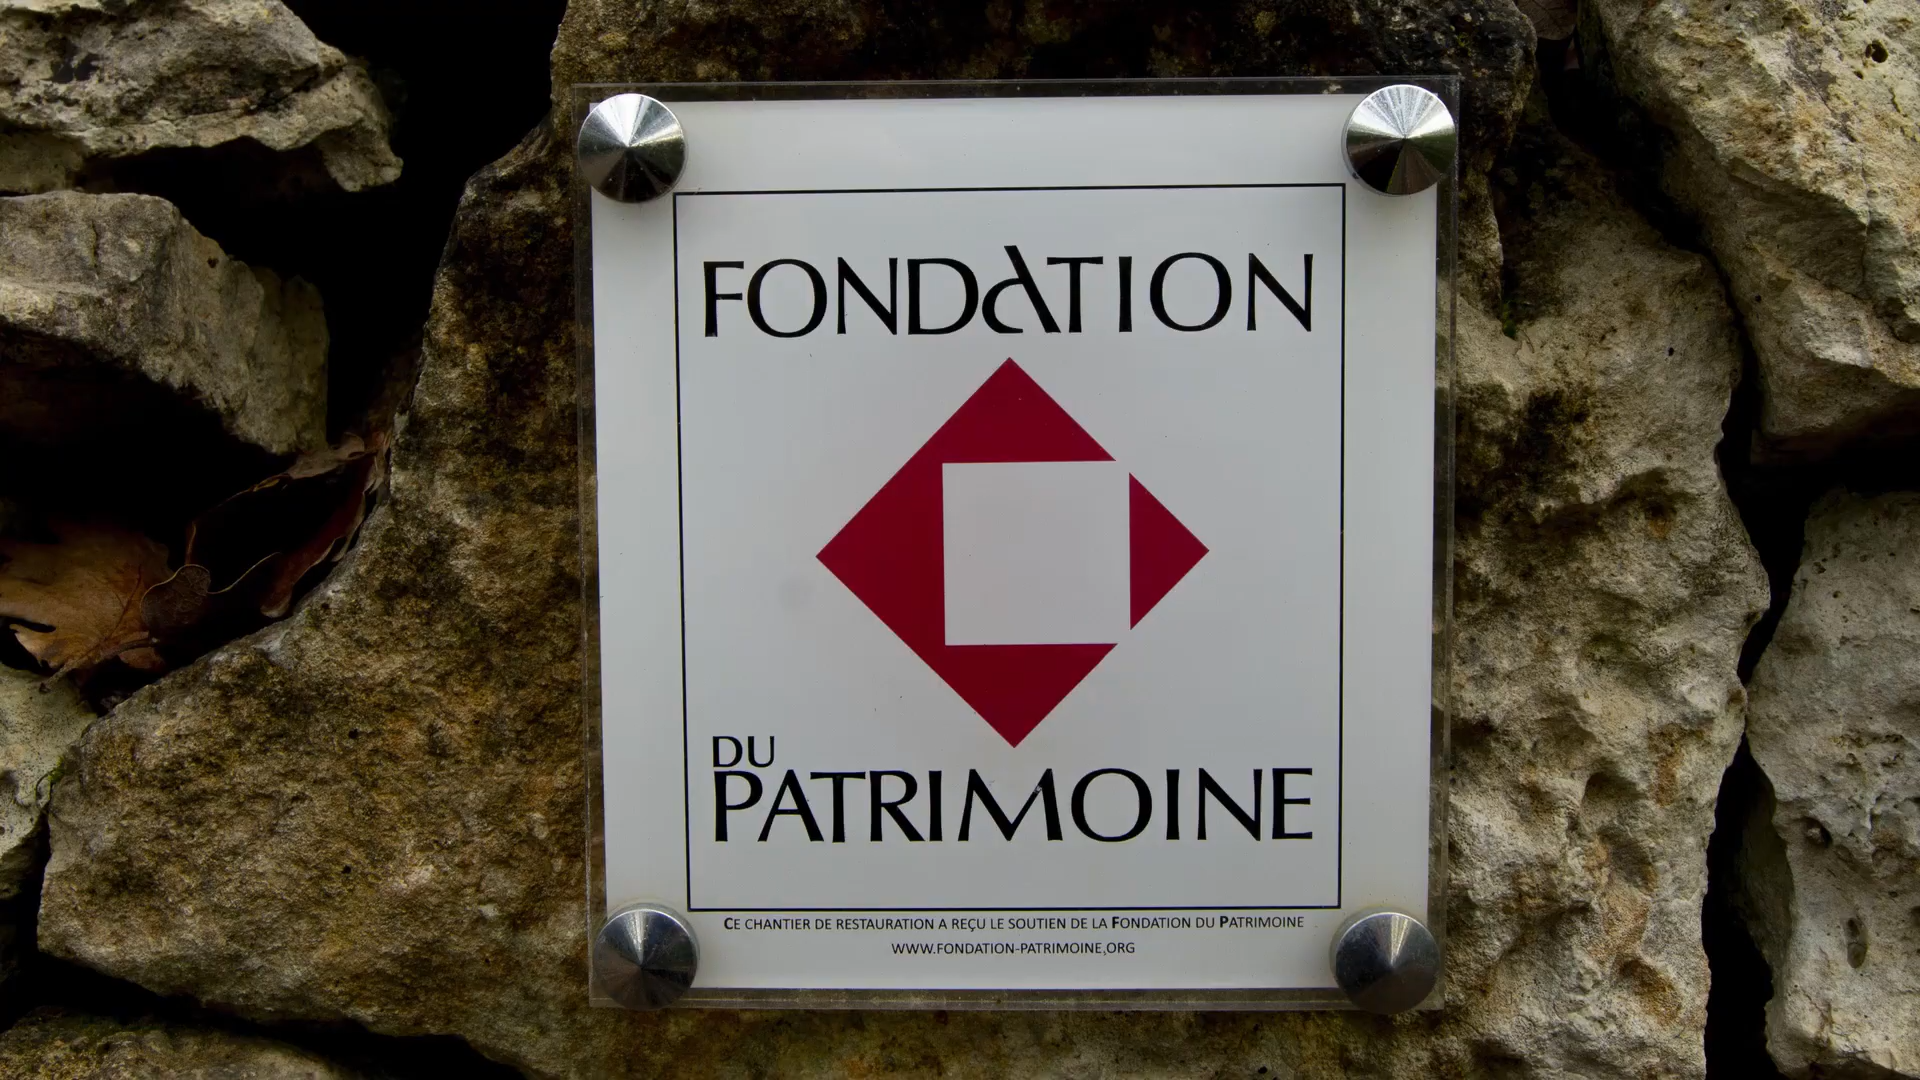 FONDATION
DU
PATRIMOINE
CE CHANTIER DE RESTAURATION A REÇU LE SOUTIEN DE LA FONDATION DU PATRIMOINE
WWW.FONDATION-PATRIMOINE.ORG